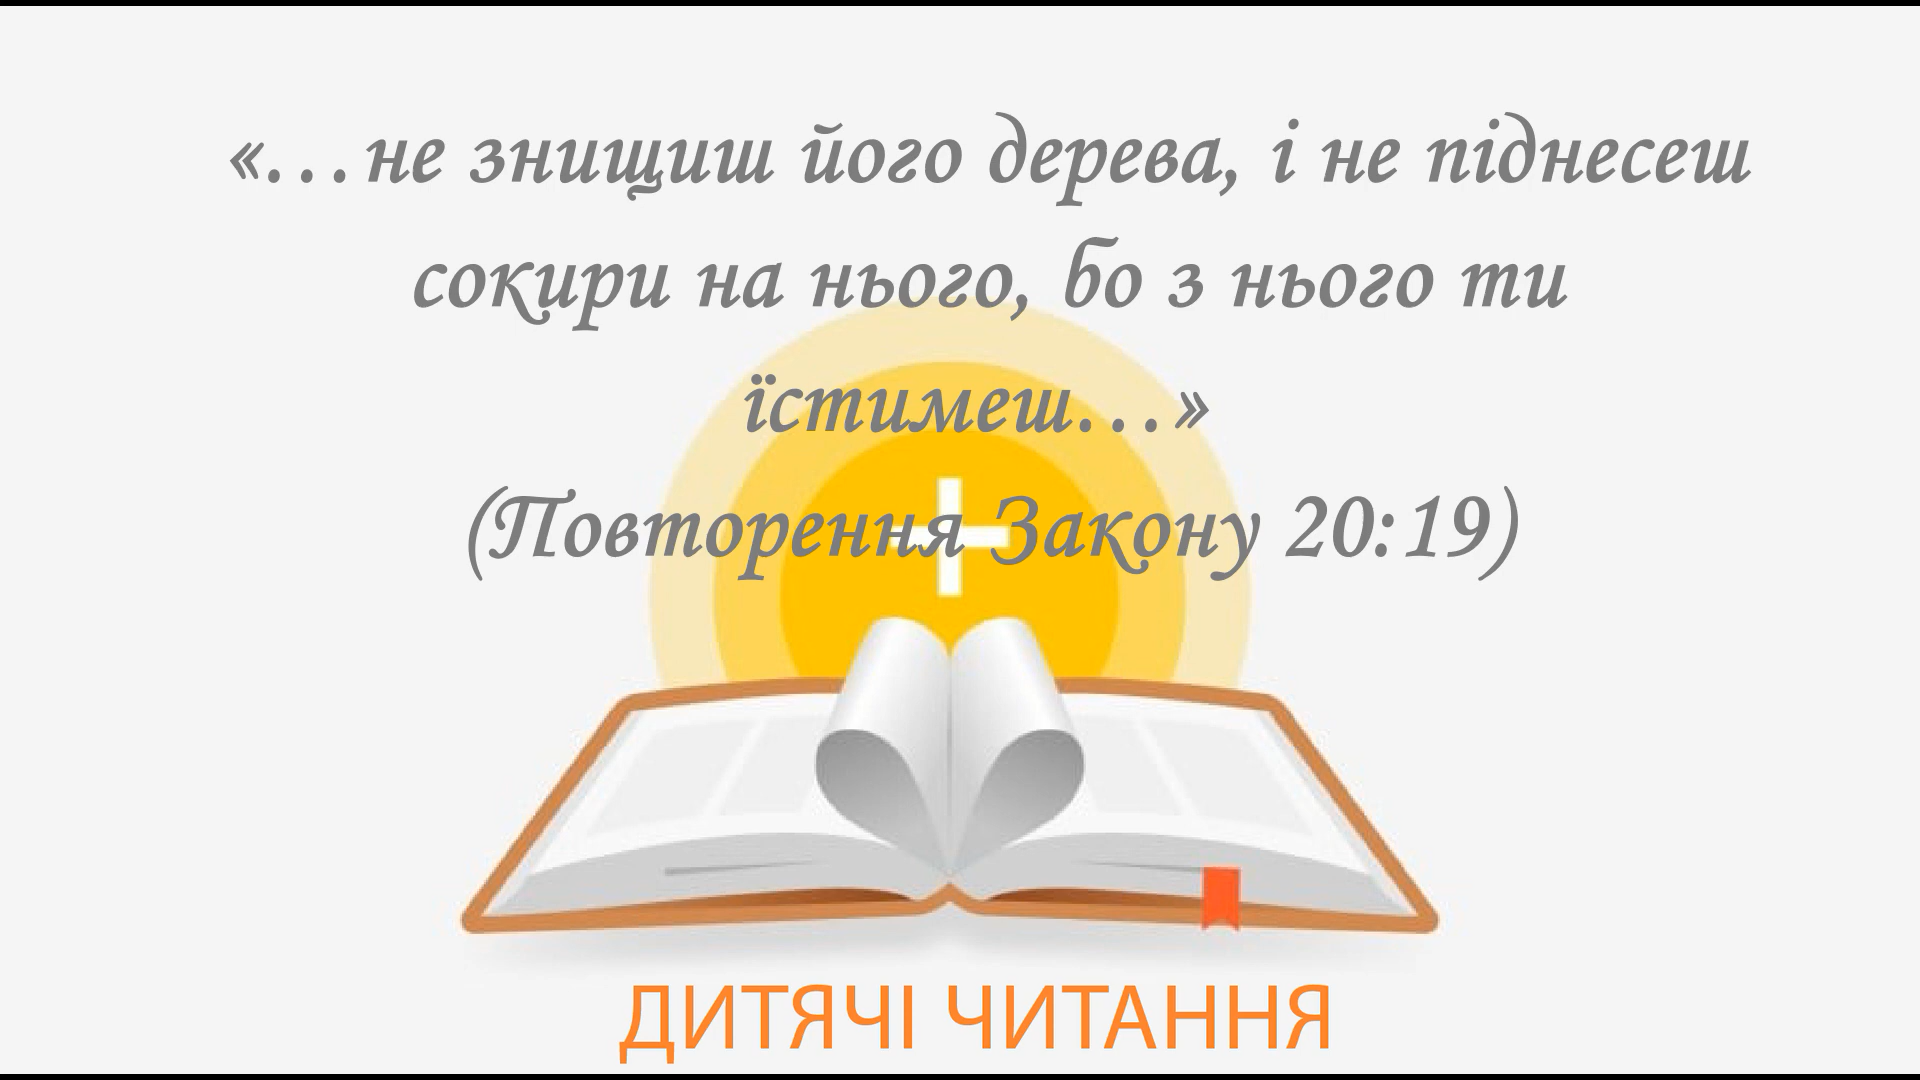 «…не знищиш його дерева, і не піднесеш
сокири на нього, бо з нього ти
їстимеш…»
(Повторення Закону 20:19)
ДИТЯЧІ ЧИТАННЯ